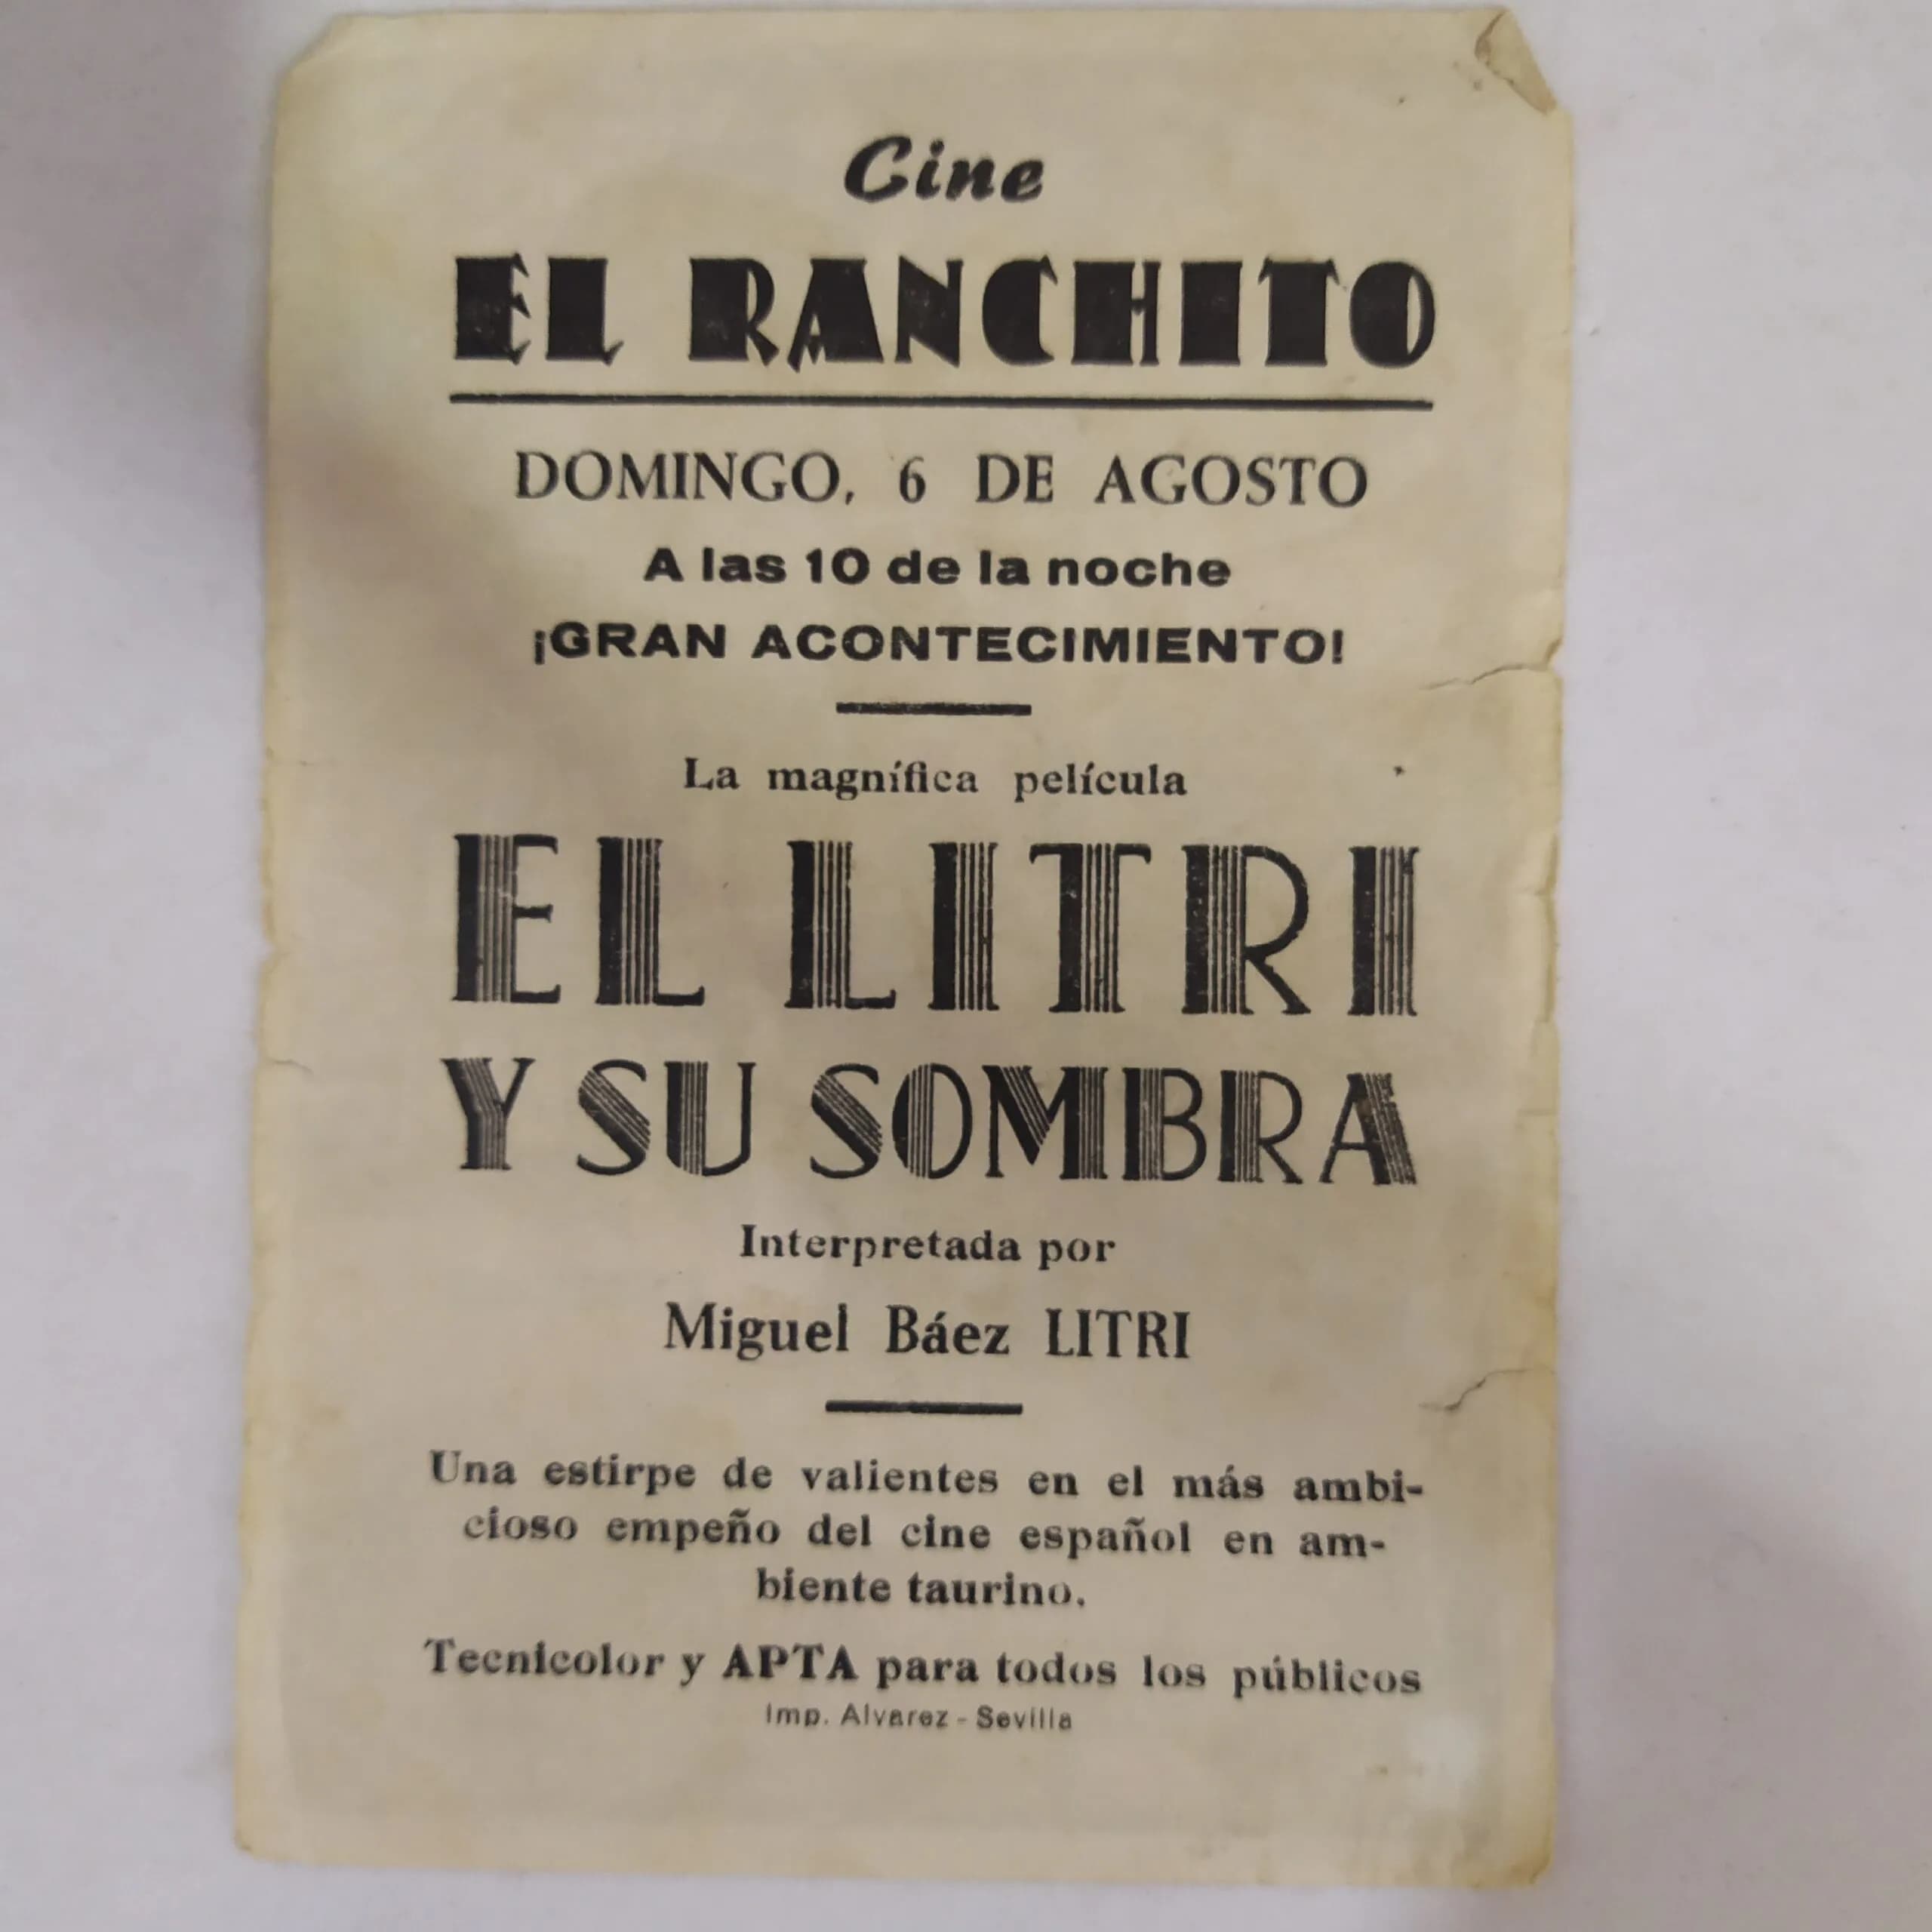 Cine
EL RANCHITO
DOMINGO, 6 DE AGOSTO
A las 10 de la noche
¡GRAN ACONTECIMIENTO!
La magnífica película
EL LITRI
Y SU SOMBRA
Interpretada por
Miguel Báez LITRI
Una estirpe de valientes en el más ambi-
cioso empeño del cine español en am-
biente taurino.
Tecnicolor y APTA para todos los públicos
Imp. Alvarez - Sevilla